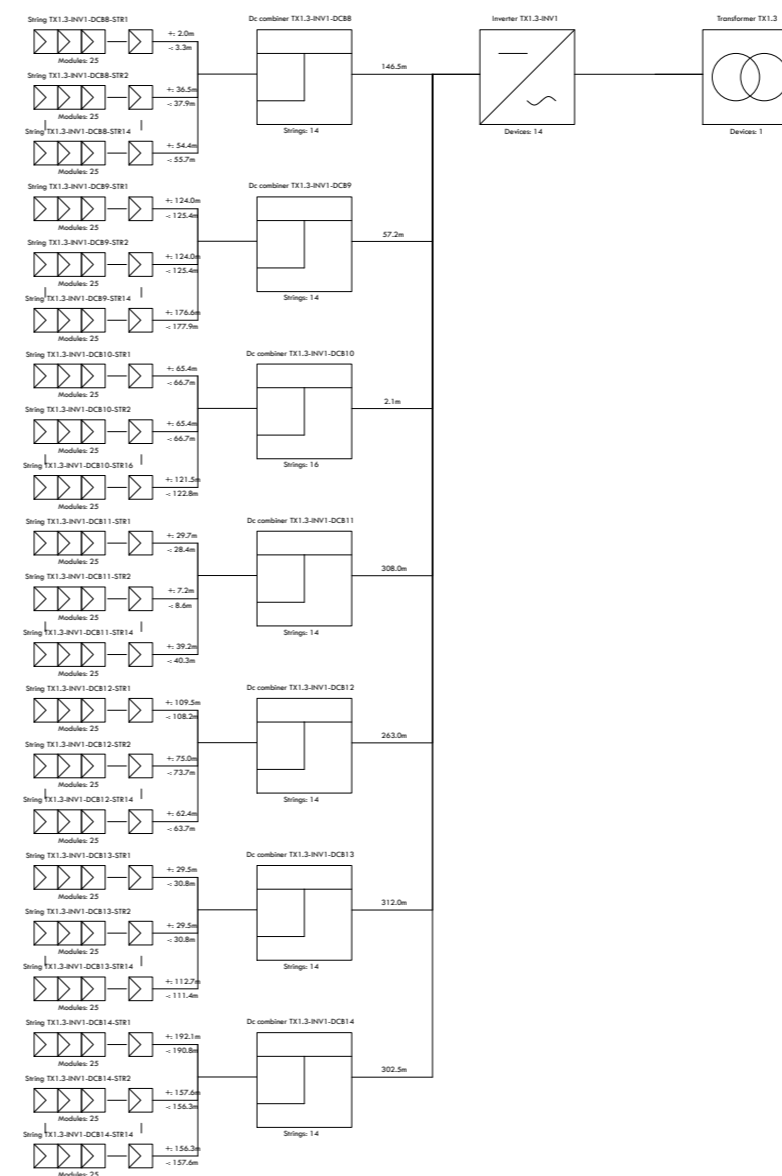 String TX1.3-INV1-DCB8-STR1
Dc combiner TX1.3-INV1-DCB8
Inverter TX1.3-INV1
Transformer TX1.3
+: 2.0m
-: 3.3m
Modules: 25
146.5m
String TX1.3-INV1-DCB8-STR2
+: 36.5m
-: 37.9m
Modules: 25
String TX1.3-INV1-DCB8-STR14
Strings: 14
Devices: 14
Devices: 1
+: 54.4m
-: 55.7m
Modules: 25
String TX1.3-INV1-DCB9-STR1
Dc combiner TX1.3-INV1-DCB9
+: 124.0m
-: 125.4m
Modules: 25
57.2m
String TX1.3-INV1-DCB9-STR2
+: 124.0m
-: 125.4m
Modules: 25
String TX1.3-INV1-DCB9-STR14
Strings: 14
+: 176.6m
-: 177.9m
Modules: 25
String TX1.3-INV1-DCB10-STR1
Dc combiner TX1.3-INV1-DCB10
+: 65.4m
-: 66.7m
Modules: 25
2.1m
String TX1.3-INV1-DCB10-STR2
+: 65.4m
-: 66.7m
Modules: 25
String TX1.3-INV1-DCB10-STR16
Strings: 16
+: 121.5m
-: 122.8m
Modules: 25
String TX1.3-INV1-DCB11-STR1
Dc combiner TX1.3-INV1-DCB11
+: 29.7m
-: 28.4m
Modules: 25
308.0m
String TX1.3-INV1-DCB11-STR2
+: 7.2m
-: 8.6m
Modules: 25
String TX1.3-INV1-DCB11-STR14
Strings: 14
+: 39.2m
-: 40.3m
Modules: 25
String TX1.3-INV1-DCB12-STR1
Dc combiner TX1.3-INV1-DCB12
+: 109.5m
-: 108.2m
Modules: 25
263.0m
String TX1.3-INV1-DCB12-STR2
+: 75.0m
-: 73.7m
Modules: 25
String TX1.3-INV1-DCB12-STR14
Strings: 14
+: 62.4m
-: 63.7m
Modules: 25
String TX1.3-INV1-DCB13-STR1
Dc combiner TX1.3-INV1-DCB13
+: 29.5m
-: 30.8m
Modules: 25
312.0m
String TX1.3-INV1-DCB13-STR2
+: 29.5m
-: 30.8m
Modules: 25
String TX1.3-INV1-DCB13-STR14
Strings: 14
+: 112.7m
-: 111.4m
Modules: 25
String TX1.3-INV1-DCB14-STR1
Dc combiner TX1.3-INV1-DCB14
+: 192.1m
-: 190.8m
Modules: 25
302.5m
String TX1.3-INV1-DCB14-STR2
+: 157.6m
-: 156.3m
Modules: 25
String TX1.3-INV1-DCB14-STR14
Strings: 14
+: 156.3m
-: 157.6m
Modules: 25